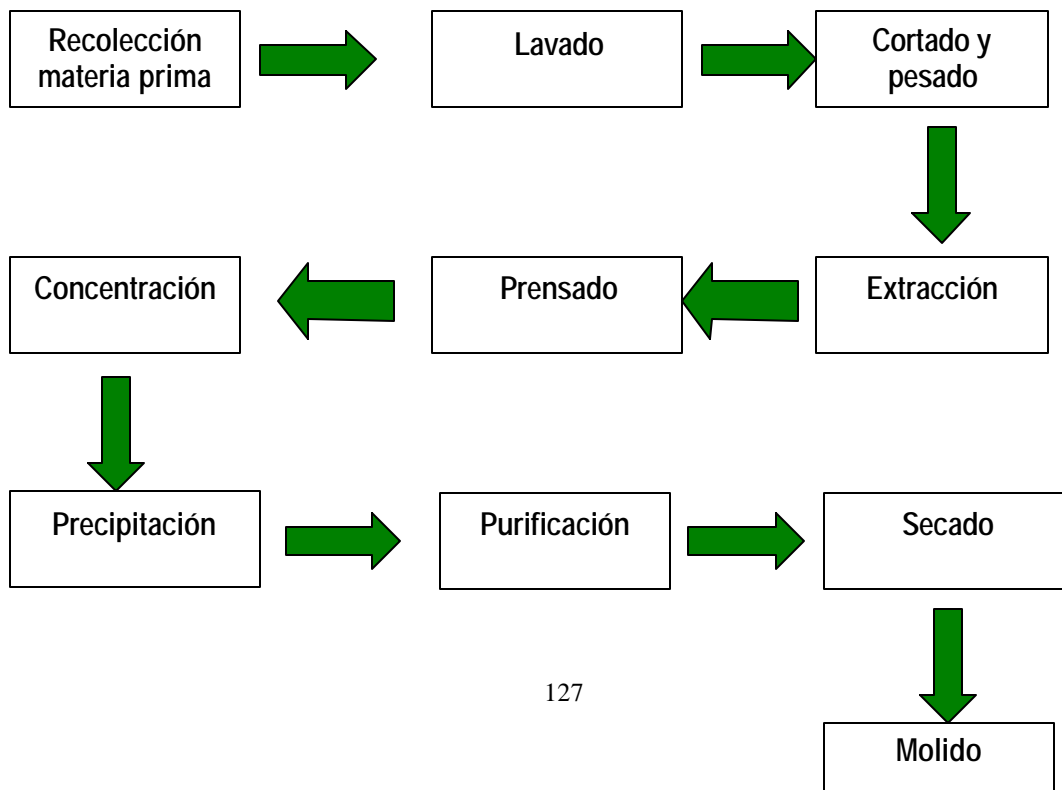 Recolección
materia prima
Lavado
Cortado y
pesado
Extracción
Prensado
Concentración
Precipitación
Purificación
Secado
127
Molido